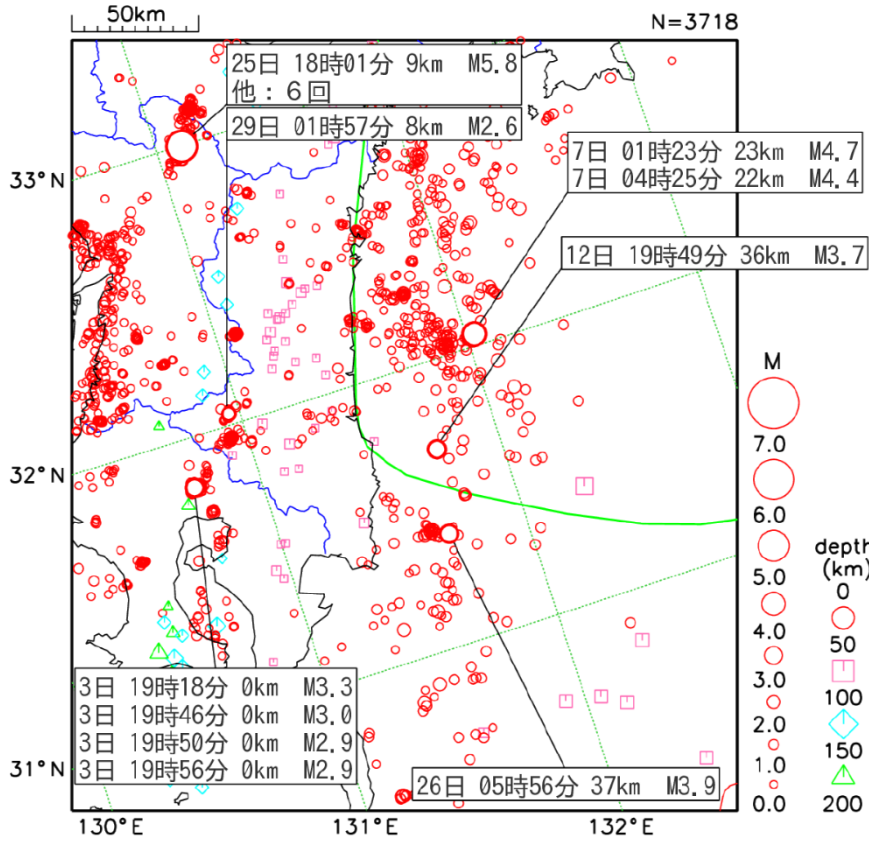 50km
N=3718
25日 18時01分 9km M5.8
他：６回
29日 01時57分 8km M2.6
7日 01時23分 23km M4.7
7日 04時25分 22km M4.4
12日 19時49分 36km M3.7
33°N
32°N
31°N
M
7.0
6.0
5.0
4.0
3.0
2.0
1.0
0.0
depth
(km)
0
50
100
150
200
3日 19時18分 0km M3.3
3日 19時46分 0km M3.0
3日 19時50分 0km M2.9
3日 19時56分 0km M2.9
26日 05時56分 37km M3.9
130°E
131°E
132°E